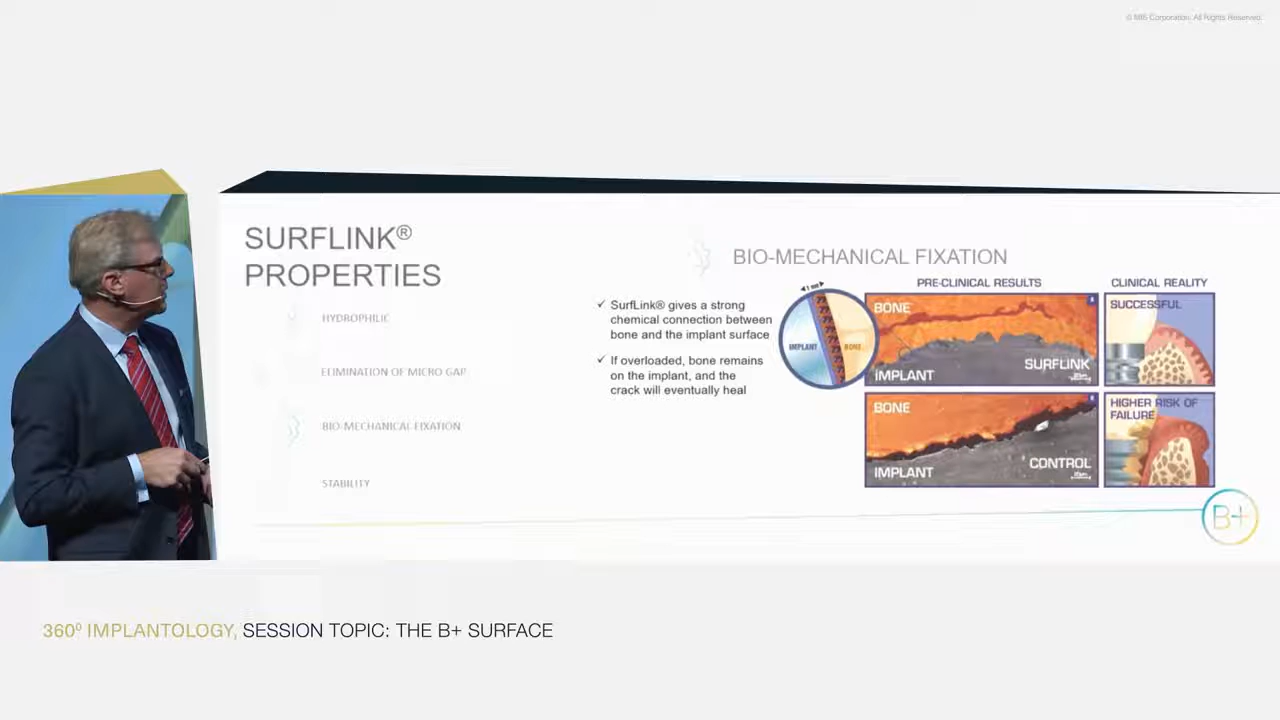 © MIS Corporation. All Rights Reserved.
SURFLINK®
PROPERTIES
HYDROPHILIC
ELIMINATION OF MICRO GAP
BIO-MECHANICAL FIXATION
STABILITY
BIO-MECHANICAL FIXATION
✓ SurfLink® gives a strong
chemical connection between
bone and the implant surface
✓ If overloaded, bone remains
on the implant, and the
crack will eventually heal
PRE-CLINICAL RESULTS
CLINICAL REALITY
IMPLANT
BONE
BONE
SURFLINK
IMPLANT
SUCCESSFUL
BONE
CONTROL
IMPLANT
HIGHER RISK OF
FAILURE
B+
360º IMPLANTOLOGY, SESSION TOPIC: THE B+ SURFACE